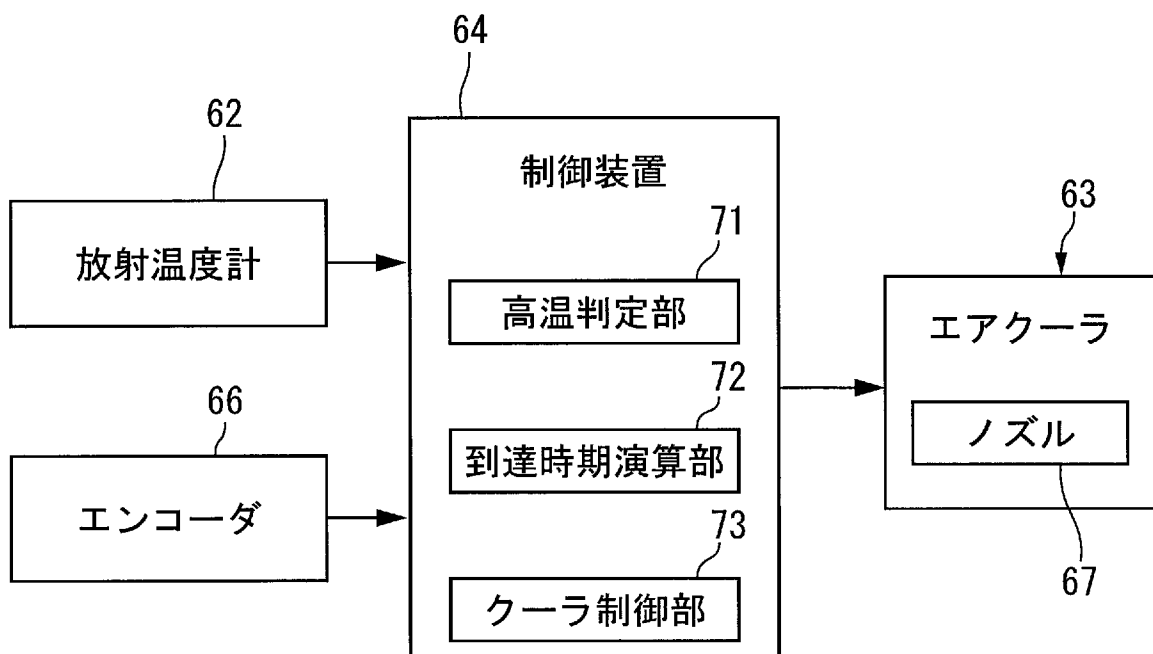 64
62
制御装置
63
放射温度計
71
高温判定部
エアクーラ
66
72
ノズル
到達時期演算部
エンコーダ
73
67
クーラ制御部